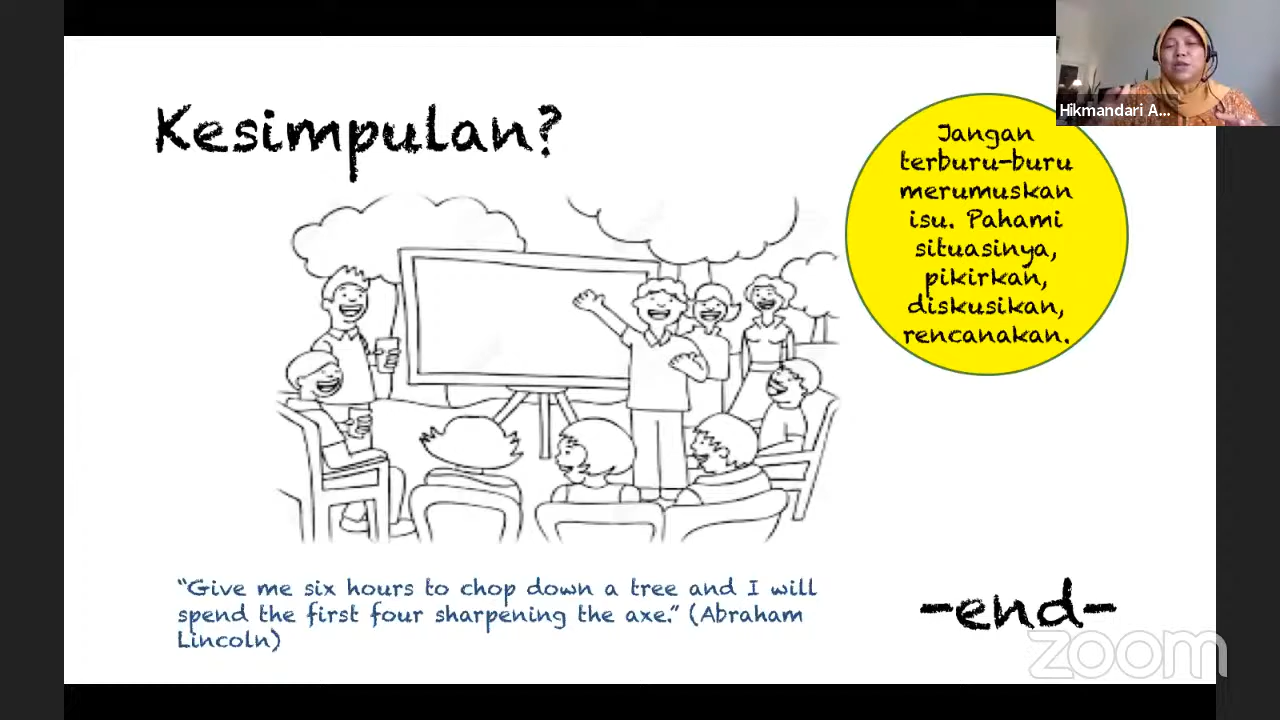 Kesimpulan?
Hikmandari A...
Jangan
terburu-buru
merumuskan
isu. Pahami
situasinya,
pikirkan,
diskusikan,
rencanakan.
"Give me six hours to chop down a tree and I will
spend the first four sharpening the axe." (Abraham
Lincoln)
-end-
zoom